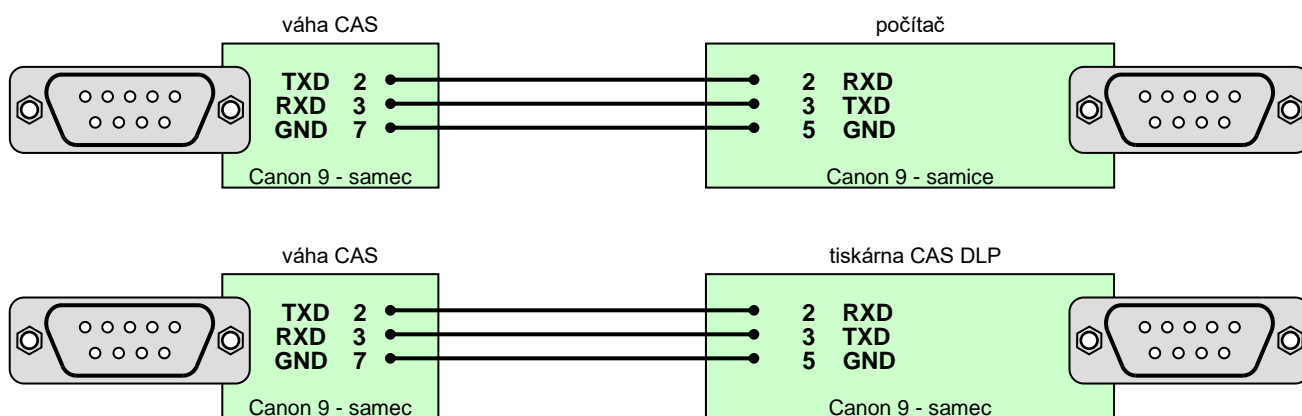 váha CAS
počítač
TXD 2
RXD 3
GND 7
2 RXD
3 TXD
5 GND
Canon 9 - samec
Canon 9 - samice
váha CAS
tiskárna CAS DLP
TXD 2
RXD 3
GND 7
2 RXD
3 TXD
5 GND
Canon 9 - samec
Canon 9 - samec